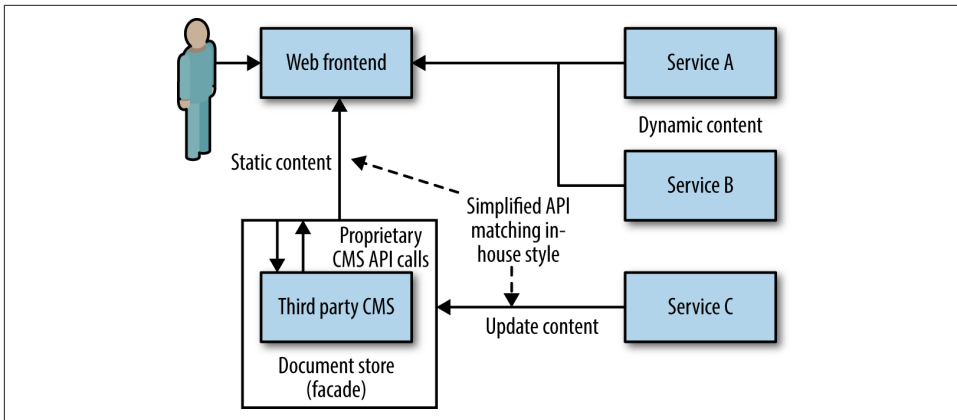 Web frontend
Service A
Dynamic content
Static content
Service B
Simplified API
matching in-
house style
Proprietary
CMS API calls
Third party CMS
Service C
Update content
Document store
(facade)